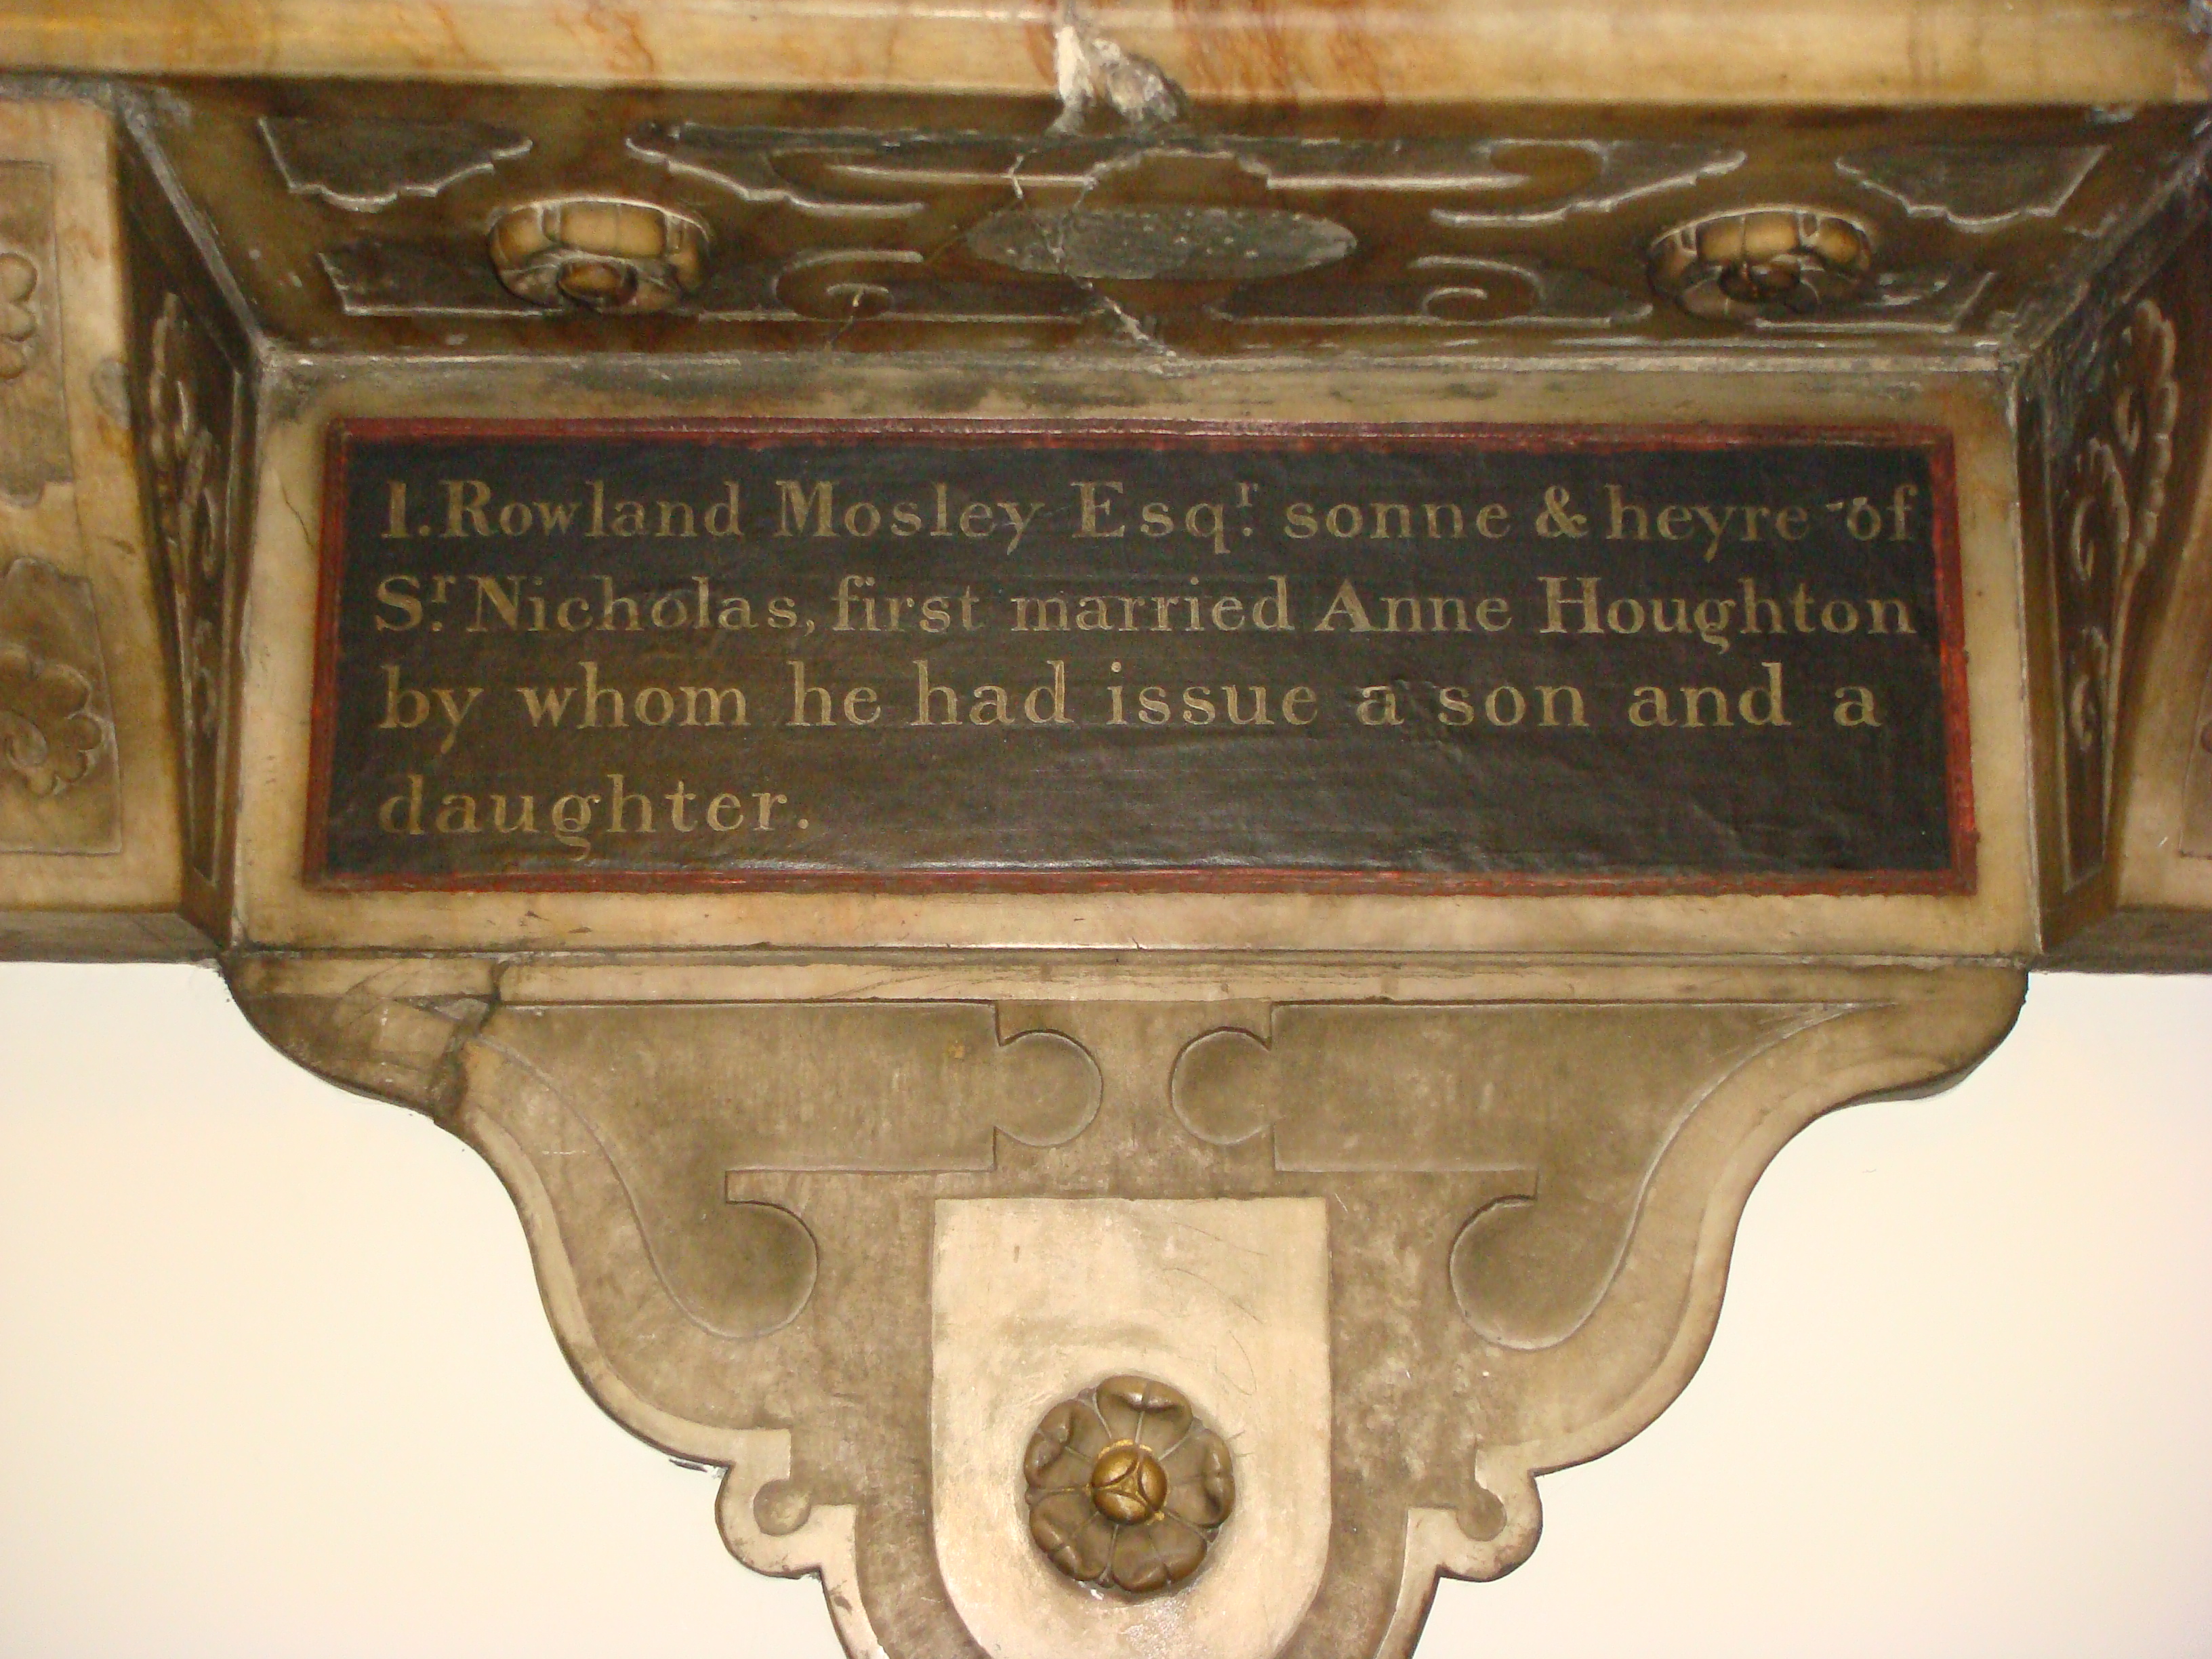 1. Rowland Mosley Esqr. sonne & heyre of
Sr. Nicholas, first married Anne Houghton
by whom he had issue a son and a
daughter.